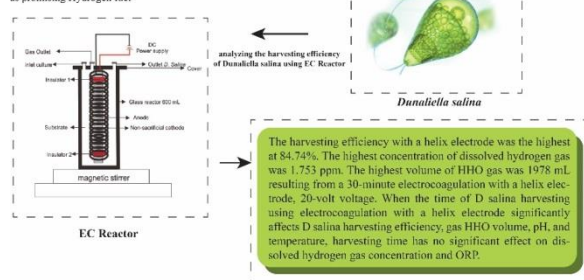 as promising Hydrogen fuel
DC
Power supply
Gas Outlet
Inlet culture
Outlet D. Salina
Cover
Insulator 1
Glass reactor 600 mL
Anode
Substrate
Non-sacrificial cathode
Insulator 2
magnetic stirrer
EC Reactor
analyzing the harvesting efficiency
of Dunaliella salina using EC Reactor
Dunaliella salina
The harvesting efficiency with a helix electrode was the highest
at 84.74%. The highest concentration of dissolved hydrogen gas
was 1.753 ppm. The highest volume of HHO gas was 1978 mL
resulting from a 30-minute electrocoagulation with a helix elec-
trode, 20-volt voltage. When the time of D salina harvesting
using electrocoagulation with a helix electrode significantly
affects D salina harvesting efficiency, gas HHO volume, pH, and
temperature, harvesting time has no significant effect on dis-
solved hydrogen gas concentration and ORP.